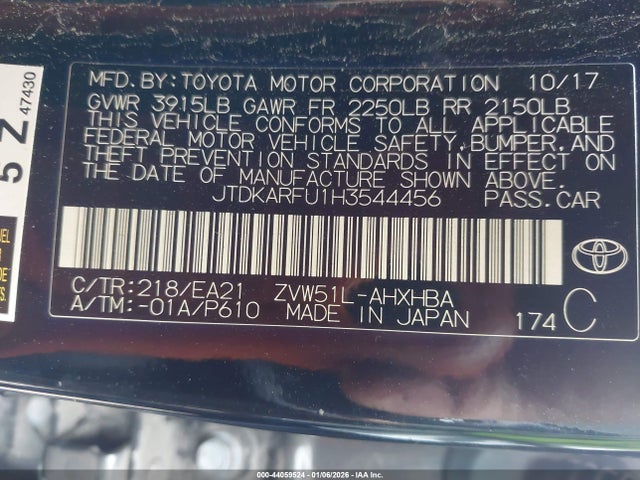 MFD.BY:TOYOTA MOTOR CORPORATION 10/17
GVWR 3915LB GAWR FR 2250LB RR 2150LB
THIS VEHICLE CONFORMS TO ALL APPLICABLE
FEDERAL MOTOR VEHICLE SAFETY,BUMPER,AND
THEFT PREVENTION STANDARDS IN EFFECT ON
THE DATE OF MANUFACTURE SHOWN ABOVE.
JTDKARFU1H3544456 PASS.CAR
C/TR:218/EA21 ZVW51L-AHXHBA
A/TM:-01A/P610 MADE IN JAPAN 174 C
TOYOTA
5 Z 47430
000-44059524 - 01/06/2026 - IAA Inc.